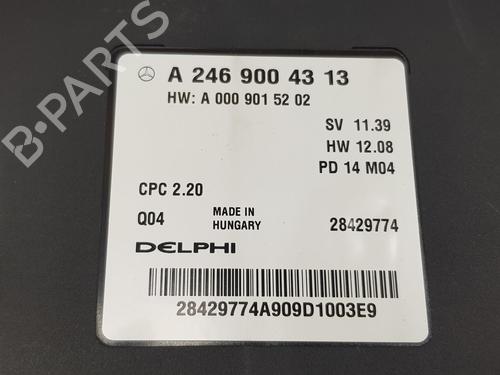 A 246 900 43 13
HW: A 000 901 52 02
SV 11.39
HW 12.08
PD 14 M04
CPC 2.20
Q04
MADE IN
HUNGARY
28429774
DELPHI
28429774A909D1003E9
B-PARTS